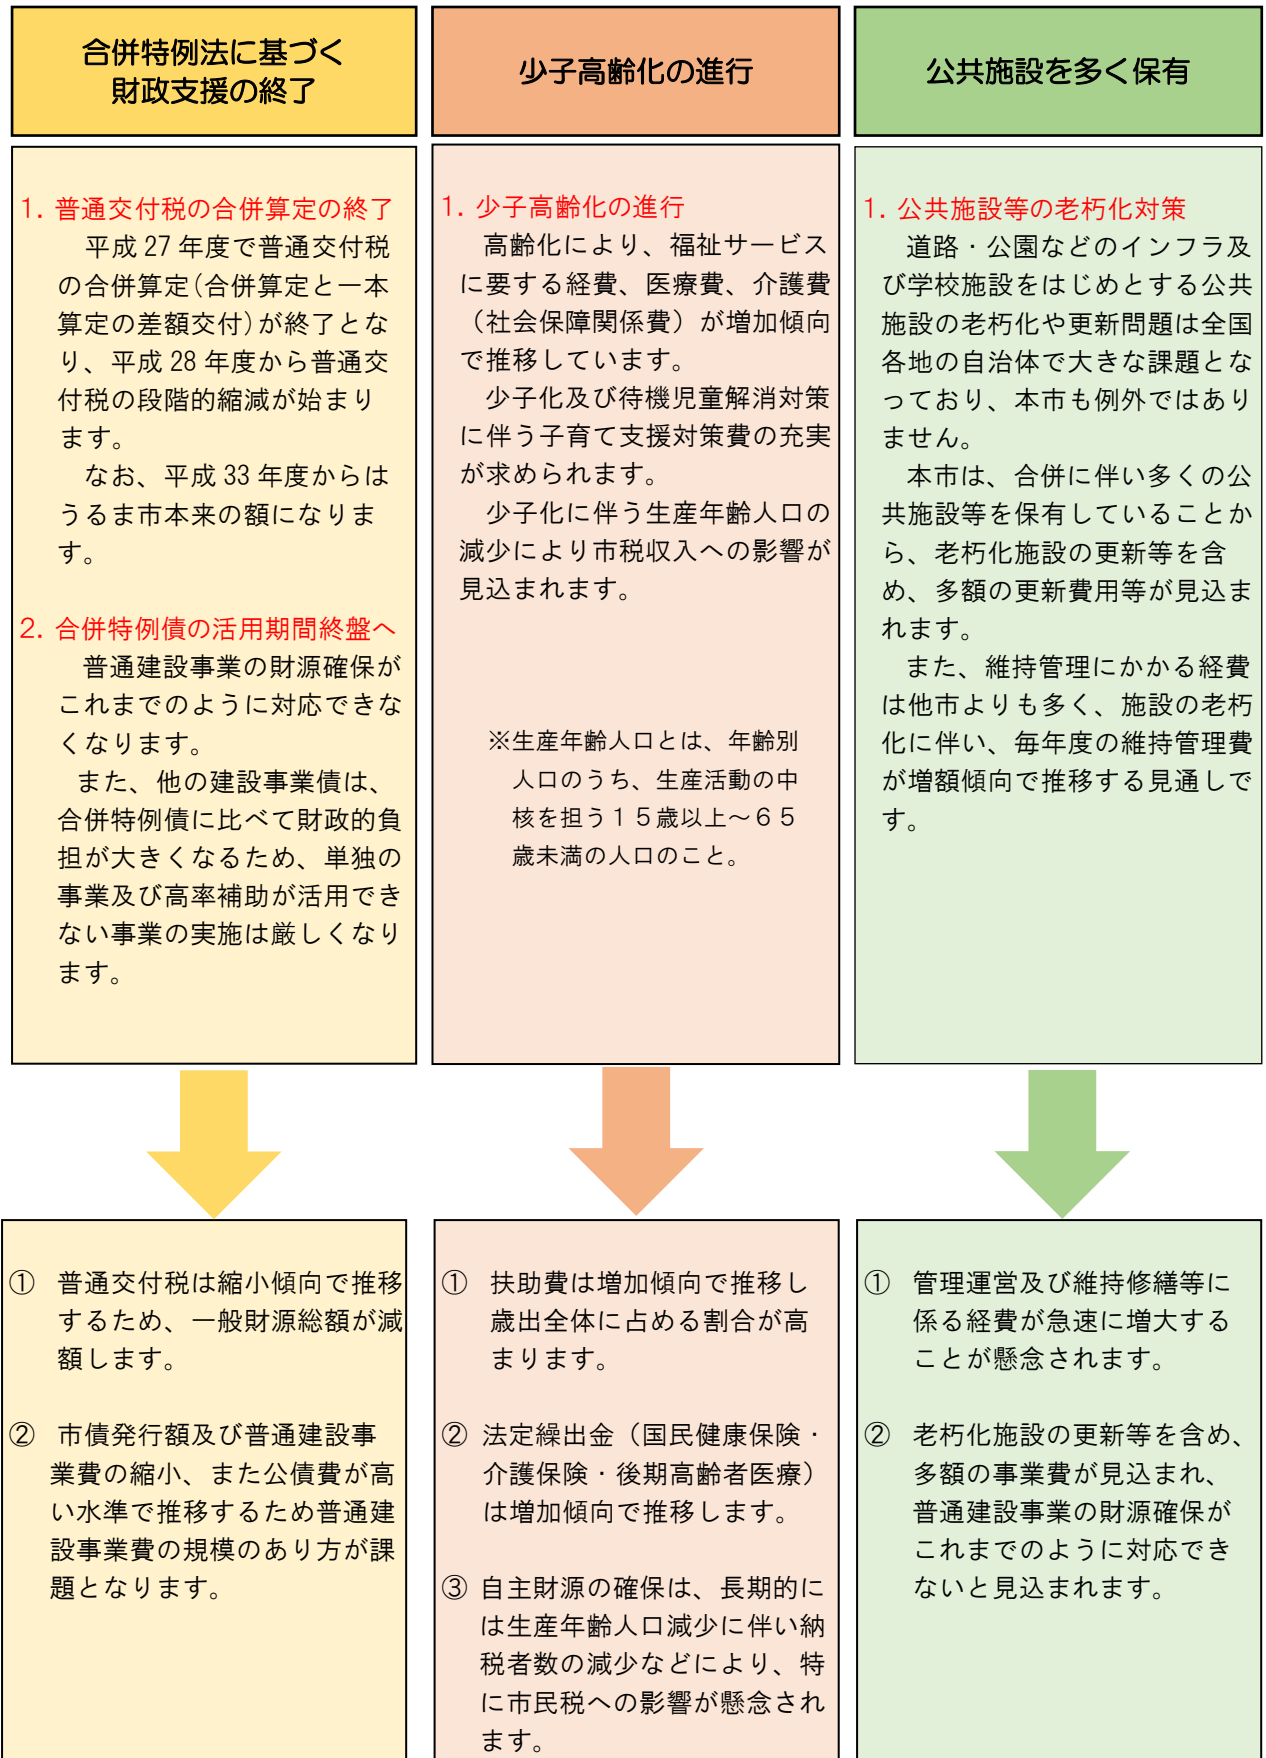 合併特例法に基づく
財政支援の終了
1. 普通交付税の合併算定の終了
平成 27 年度で普通交付税
の合併算定(合併算定と一本
算定の差額交付)が終了とな
り、平成 28 年度から普通交
付税の段階的縮減が始まり
ます。
なお、平成 33 年度からは
うるま市本来の額になりま
す。
2. 合併特例債の活用期間終盤へ
普通建設事業の財源確保が
これまでのように対応できな
くなります。
また、他の建設事業債は、
合併特例債に比べて財政的負
担が大きくなるため、単独の
事業及び高率補助が活用でき
ない事業の実施は厳しくなり
ます。
① 普通交付税は縮小傾向で推移
するため、一般財源総額が減
額します。
② 市債発行額及び普通建設事
業費の縮小、また公債費が高
い水準で推移するため普通建
設事業費の規模のあり方が課
題となります。
少子高齢化の進行
1. 少子高齢化の進行
高齢化により、福祉サービス
に要する経費、医療費、介護費
（社会保障関係費）が増加傾向
で推移しています。
少子化及び待機児童解消対策
に伴う子育て支援対策費の充実
が求められます。
少子化に伴う生産年齢人口の
減少により市税収入への影響が
見込まれます。
※生産年齢人口とは、年齢別
人口のうち、生産活動の中
核を担う１５歳以上～６５
歳未満の人口のこと。
① 扶助費は増加傾向で推移し
歳出全体に占める割合が高
まります。
② 法定繰出金（国民健康保険・
介護保険・後期高齢者医療）
は増加傾向で推移します。
③ 自主財源の確保は、長期的に
は生産年齢人口減少に伴い納
税者数の減少などにより、特
に市民税への影響が懸念され
ます。
公共施設を多く保有
1. 公共施設等の老朽化対策
道路・公園などのインフラ及
び学校施設をはじめとする公共
施設の老朽化や更新問題は全国
各地の自治体で大きな課題とな
っており、本市も例外ではあり
ません。
本市は、合併に伴い多くの公
共施設等を保有していることか
ら、老朽化施設の更新等を含
め、多額の更新費用等が見込ま
れます。
また、維持管理にかかる経費
は他市よりも多く、施設の老朽
化に伴い、毎年度の維持管理費
が増額傾向で推移する見通しで
す。
① 管理運営及び維持修繕等に
係る経費が急速に増大する
ことが懸念されます。
② 老朽化施設の更新等を含め、
多額の事業費が見込まれ、
普通建設事業の財源確保が
これまでのように対応でき
ないと見込まれます。